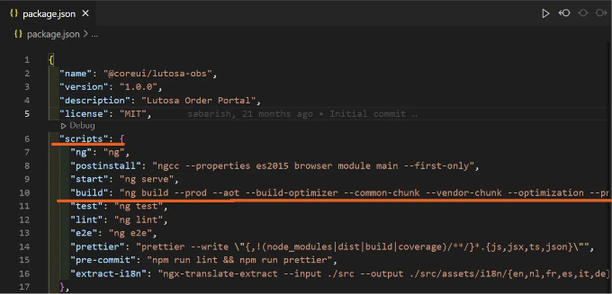 package.json
package.json > ...
1 {
2 "name": "@coreui/lutosa-obs",
3 "version": "1.0.0",
4 "description": "Lutosa Order Portal",
5 "license": "MIT", sabarish, 21 months ago • Initial commit ...
Debug
6 "scripts": {
7 "ng": "ng",
8 "postinstall": "ngcc --properties es2015 browser module main --first-only",
9 "start": "ng serve",
10 "build": "ng build --prod --aot --build-optimizer --common-chunk --vendor-chunk --optimization --pr
11 "test": "ng test",
12 "lint": "ng lint",
13 "e2e": "ng e2e",
14 "prettier": "prettier --write \"{,!(node_modules|dist|build|coverage)/**/}*.{js,jsx,ts,json}\"",
15 "pre-commit": "npm run lint && npm run prettier",
16 "extract-i18n": "ngx-translate-extract --input ./src --output ./src/assets/i18n/{en,nl,fr,es,it,de}
17 },